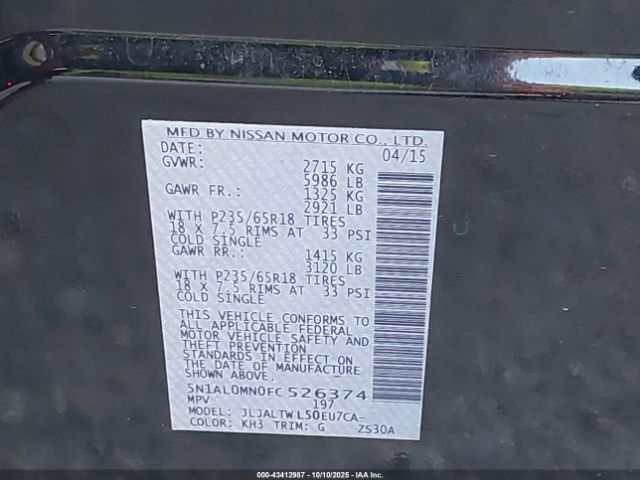 MFD BY NISSAN MOTOR CO., LTD.
DATE: 04/15
GVWR: 2715 KG
5986 LB
GAWR FR.: 1325 KG
2921 LB
WITH P235/65R18 TIRES
18 X 7.5 RIMS AT 33 PSI
COLD SINGLE
GAWR RR.: 1415 KG
3120 LB
WITH P235/65R18 TIRES
18 X 7.5 RIMS AT 33 PSI
COLD SINGLE
THIS VEHICLE CONFORMS TO
ALL APPLICABLE FEDERAL
MOTOR VEHICLE SAFETY AND
THEFT PREVENTION
STANDARDS IN EFFECT ON
THE DATE OF MANUFACTURE
SHOWN ABOVE.
5N1AL0MN0FC 526374
MPV 197
MODEL: JLJALTW L50EU7CA-
COLOR: KH3 TRIM: G ZS30A
000-43412987 - 10/10/2025 - IAA Inc.